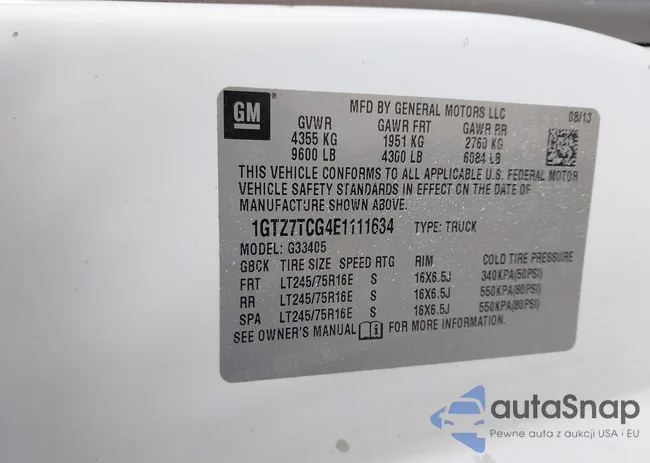 GM
MFD BY GENERAL MOTORS LLC 08/13
GVWR GAWR FRT GAWR RR
4355 KG 1951 KG 2760 KG
9600 LB 4300 LB 6084 LB
THIS VEHICLE CONFORMS TO ALL APPLICABLE U.S. FEDERAL MOTOR
VEHICLE SAFETY STANDARDS IN EFFECT ON THE DATE OF
MANUFACTURE SHOWN ABOVE.
1GTZ7TCG4E1111634 TYPE: TRUCK
MODEL: G33405
GBCK TIRE SIZE SPEED RTG RIM COLD TIRE PRESSURE
FRT LT245/75R16E S 16X6.5J 340KPA(50PSI)
RR LT245/75R16E S 16X6.5J 550KPA(80PSI)
SPA LT245/75R16E S 16X6.5J 550KPA(80PSI)
SEE OWNER'S MANUAL FOR MORE INFORMATION.
autaSnap
Pewne auta z aukcji USA i EU